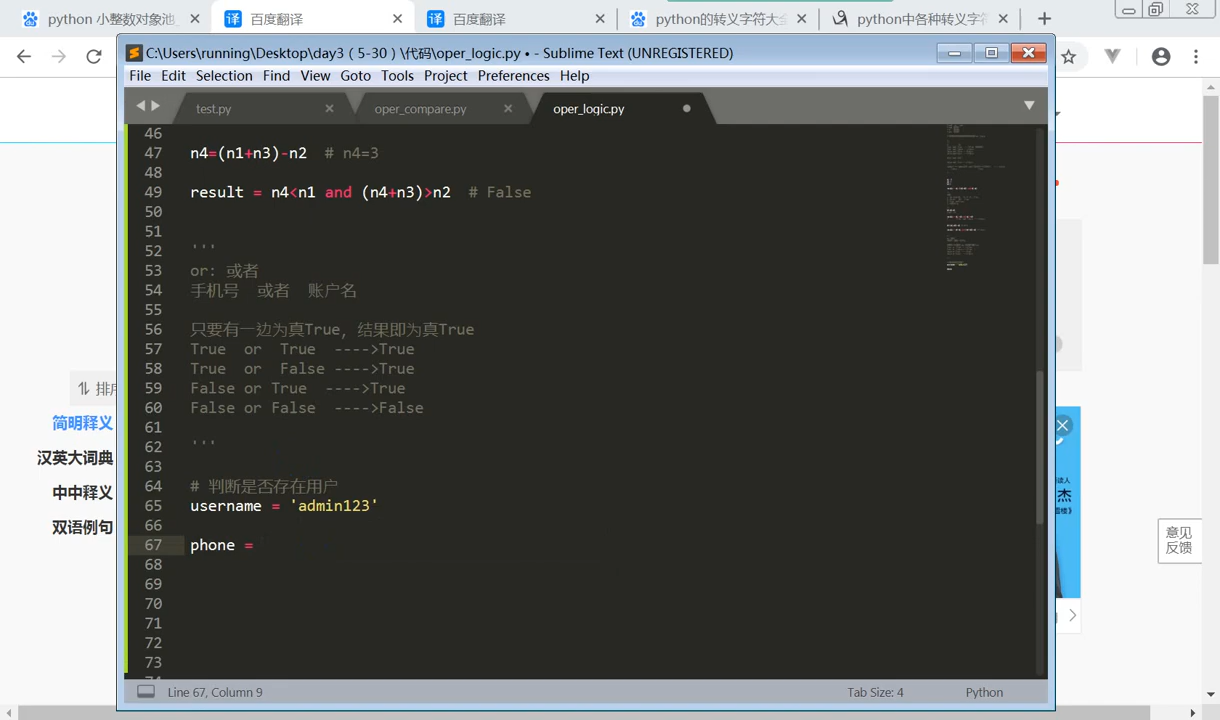 python 小整数对象池_
百度翻译
百度翻译
python的转义字符大全
python中各种转义字符
C:\Users\running\Desktop\day3（5-30）\代码\oper_logic.py • - Sublime Text (UNREGISTERED)
File Edit Selection Find View Goto Tools Project Preferences Help
test.py
oper_compare.py
oper_logic.py
46
47 n4=(n1+n3)-n2  # n4=3
48
49 result = n4<n1 and (n4+n3)>n2  # False
50
51
52 '''
53 or: 或者
54 手机号  或者  账户名
55
56 只要有一边为真True, 结果即为真True
57 True  or  True  ---->True
58 True  or  False ---->True
59 False or True  ---->True
60 False or False  ---->False
61
62 '''
63
64 # 判断是否存在用户
65 username = 'admin123'
66
67 phone =
68
69
70
71
72
73
排序
简明释义
汉英大词典
中中释义
双语例句
意见
反馈
Line 67, Column 9
Tab Size: 4
Python